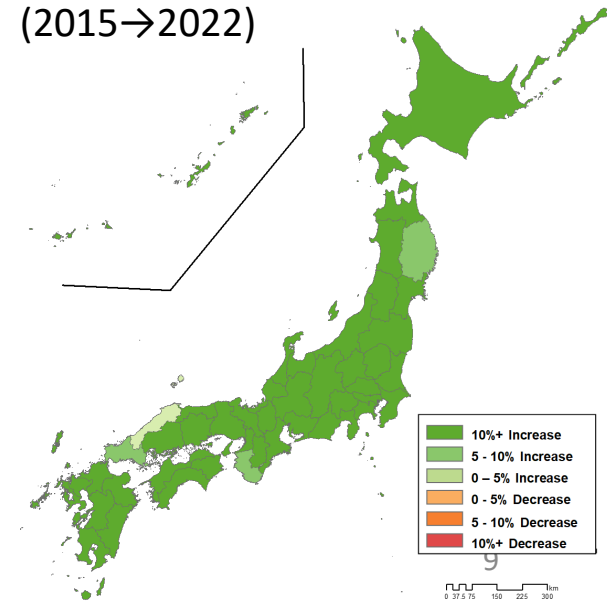 (2015→2022)
10%+ Increase
5 - 10% Increase
0 – 5% Increase
0 - 5% Decrease
5 - 10% Decrease
10%+ Decrease
9
0 37.5 75 150 225 300 km